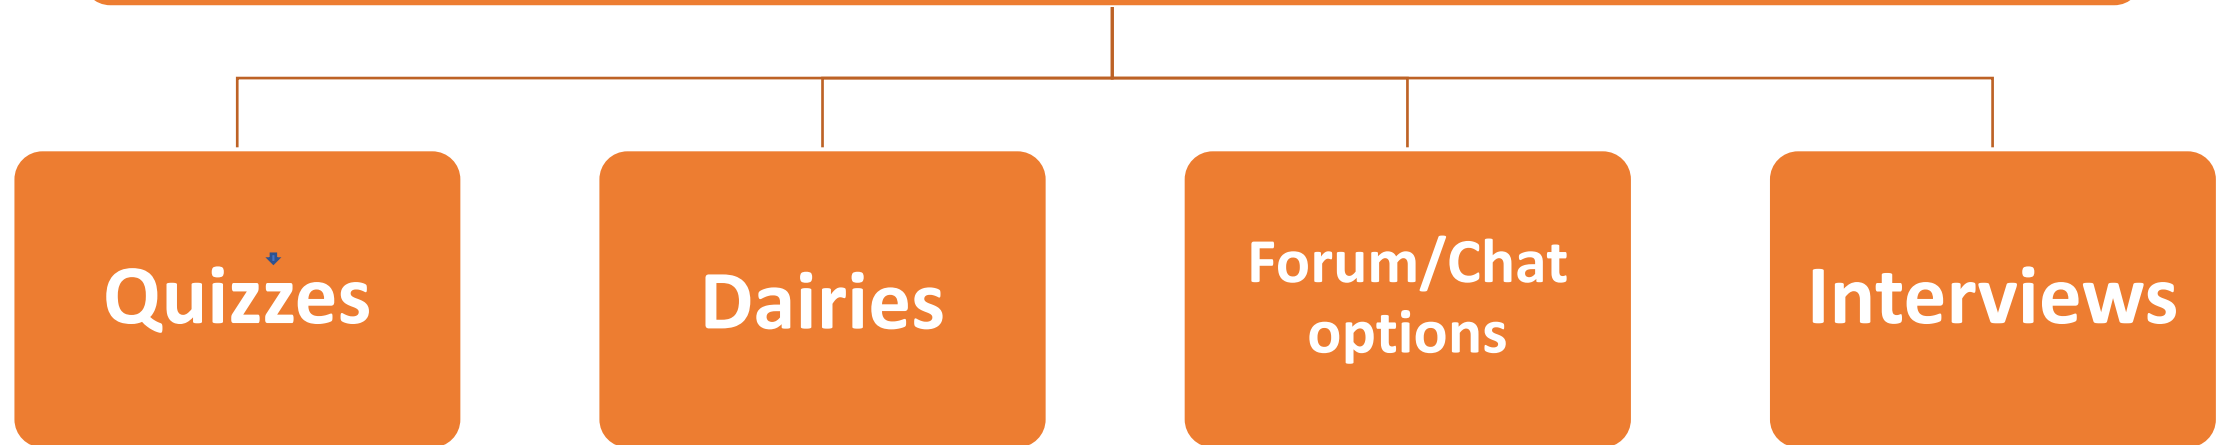 Quizzes
Dairies
Forum/Chat
options
Interviews